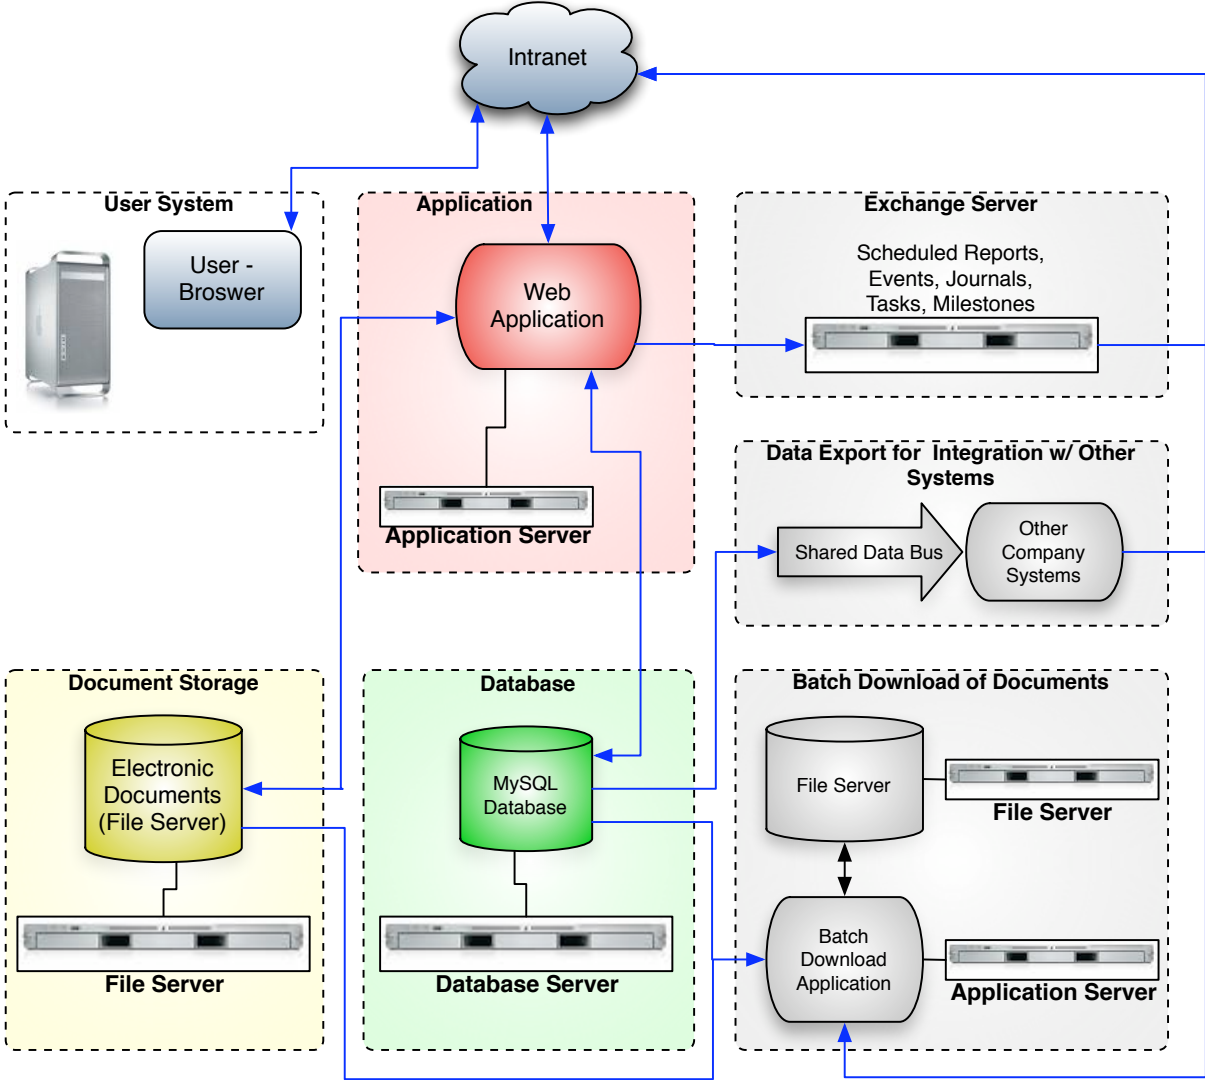 Intranet
User System
User -
Broswer
Application
Web
Application
Application Server
Exchange Server
Scheduled Reports,
Events, Journals,
Tasks, Milestones
Data Export for  Integration w/ Other
Systems
Shared Data Bus
Other
Company
Systems
Document Storage
Electronic
Documents
(File Server)
File Server
Database
MySQL
Database
Database Server
Batch Download of Documents
File Server
File Server
Batch
Download
Application
Application Server